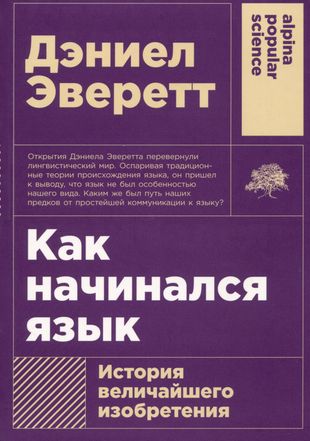 Дэниел
Эверетт
alpina
popular
science
Открытия Дэниела Эверетта перевернули
лингвистический мир. Оспаривая традицион-
ные теории происхождения языка, он пришел
к выводу, что язык не был особенностью
нашего вида. Каким же был путь наших
предков от простейшей коммуникации к языку?
Как
начинался
язык
История
величайшего
изобретения